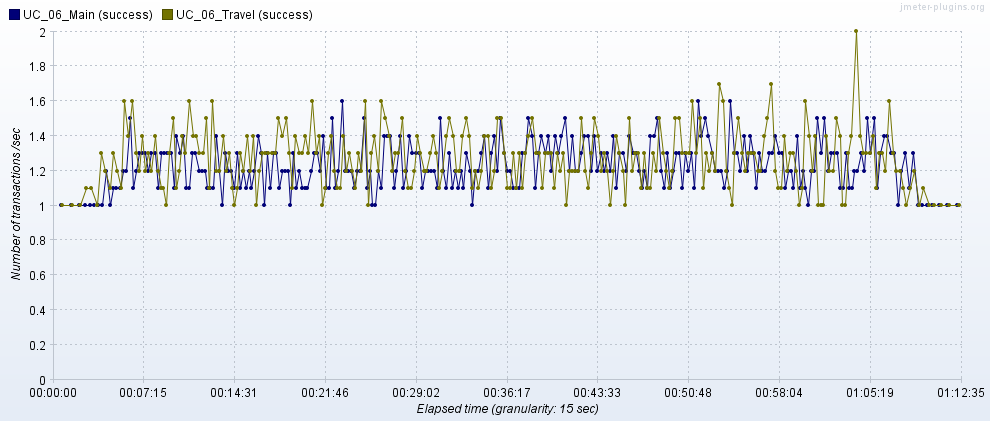 UC_06_Main (success) UC_06_Travel (success)
jmeter-plugins.org
Number of transactions/sec
2
1.8
1.6
1.4
1.2
1
0.8
0.6
0.4
0.2
0
00:00:00 00:07:15 00:14:31 00:21:46 00:29:02 00:36:17 00:43:33 00:50:48 00:58:04 01:05:19 01:12:35
Elapsed time (granularity: 15 sec)